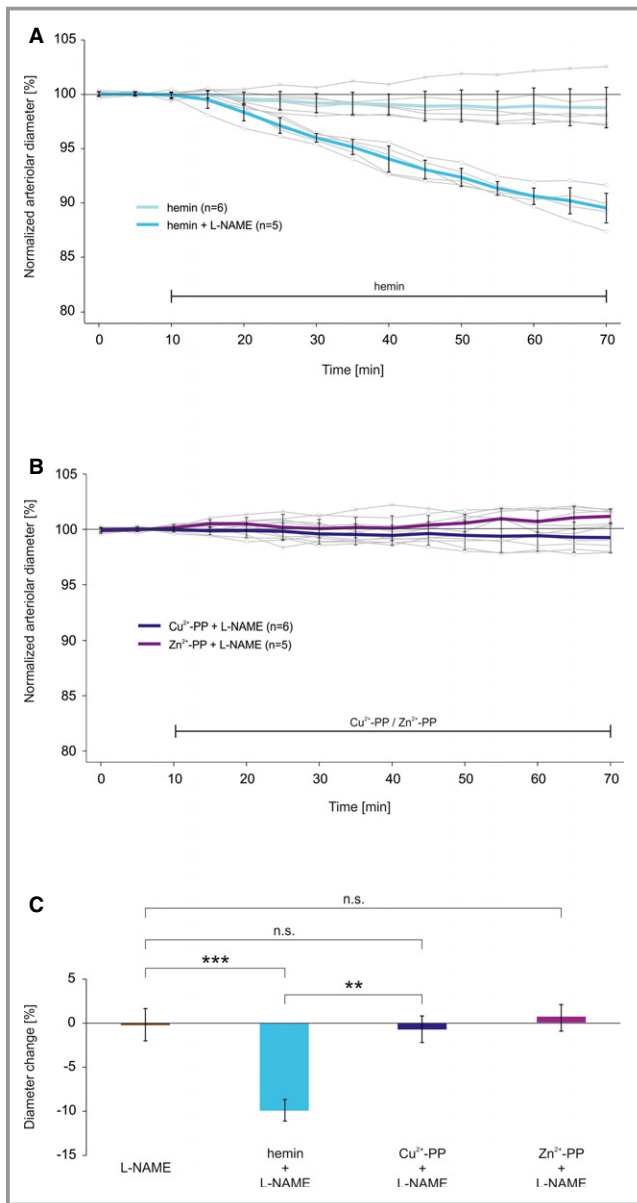 A
105
100
95
90
85
80
Normalized arteriolar diameter [%]
hemin (n=6)
hemin + L-NAME (n=5)
hemin
0 10 20 30 40 50 60 70
Time [min]
B
105
100
95
90
85
80
Normalized arteriolar diameter [%]
Cu²⁺-PP + L-NAME (n=6)
Zn²⁺-PP + L-NAME (n=5)
Cu²⁺-PP / Zn²⁺-PP
0 10 20 30 40 50 60 70
Time [min]
C
n.s.
n.s.
***
**
5
0
-5
-10
-15
Diameter change [%]
L-NAME
hemin
+
L-NAME
Cu²⁺-PP
+
L-NAME
Zn²⁺-PP
+
L-NAME